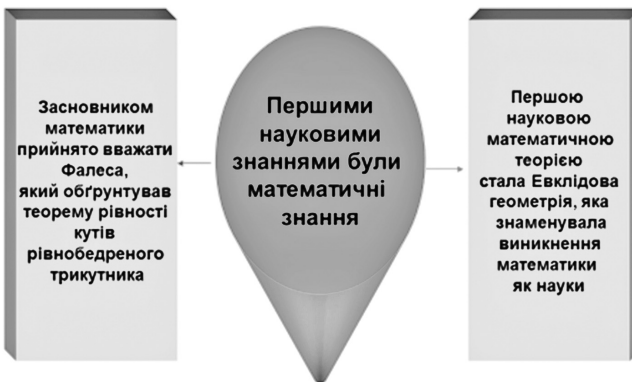 Засновником
математики
прийнято вважати
Фалеса,
який обґрунтував
теорему рівності
кутів
рівнобедреного
трикутника
Першими
науковими
знаннями були
математичні
знання
Першою
науковою
математичною
теорією
стала Евклідова
геометрія, яка
знаменувала
виникнення
математики
як науки